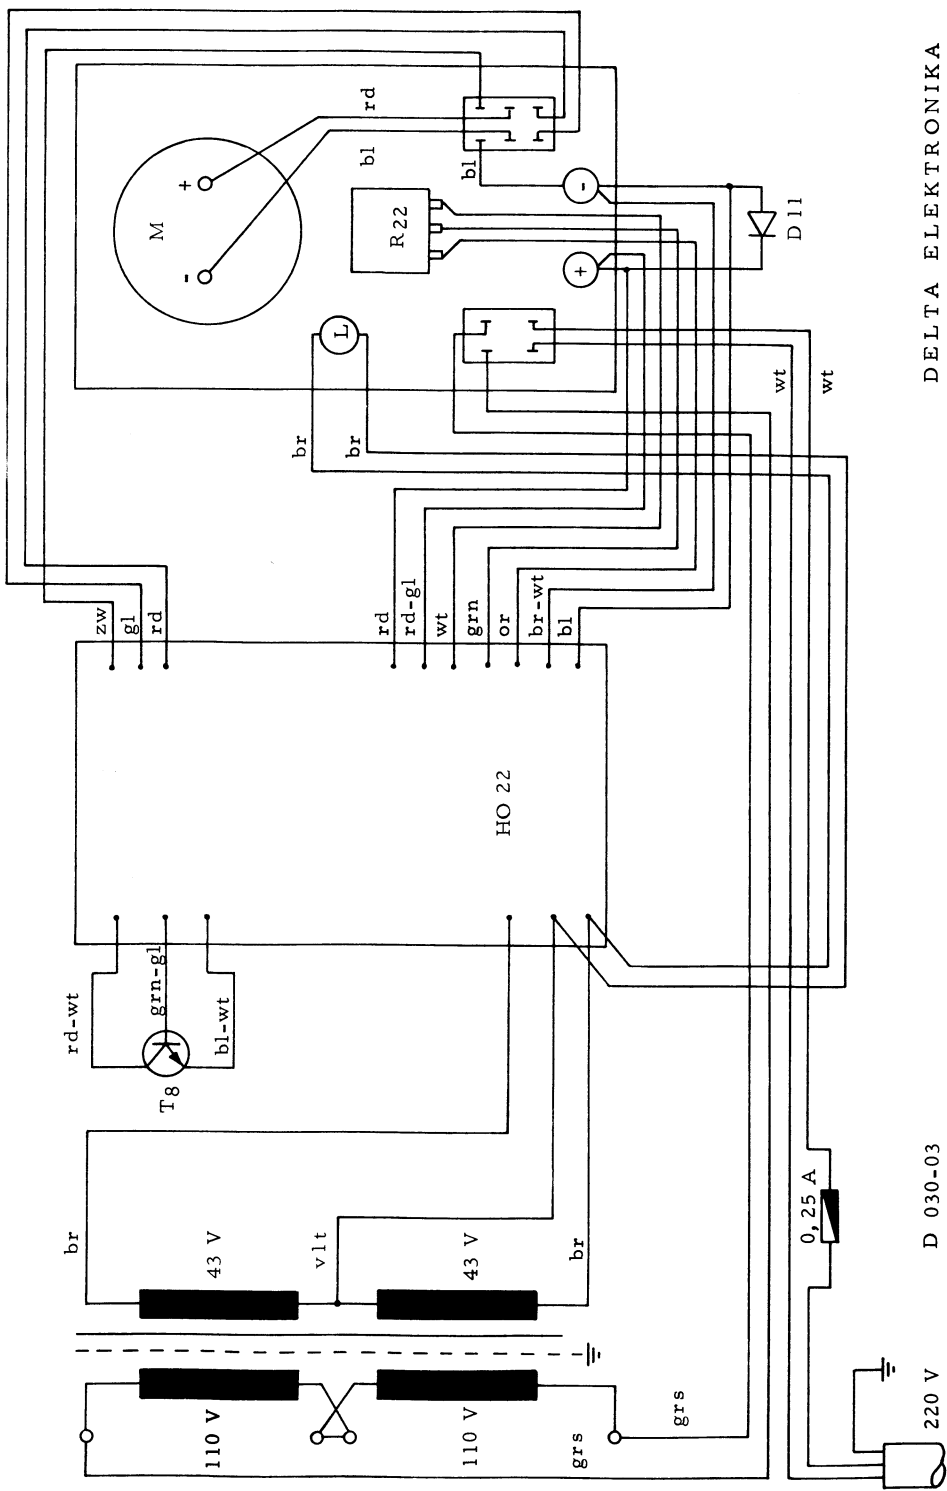 DELTA ELEKTRONIKA
D 030-03
220 V
0,25 A
wt
wt
D11
-
+
bl
rd
bl
R22
L
M
+
-
br
br
zw
gl
rd
rd
rd-gl
wt
grn
or
br-wt
bl
HO 22
rd-wt
grn-gl
bl-wt
T8
br
43 V
vlt
43 V
br
110 V
110 V
grs
grs